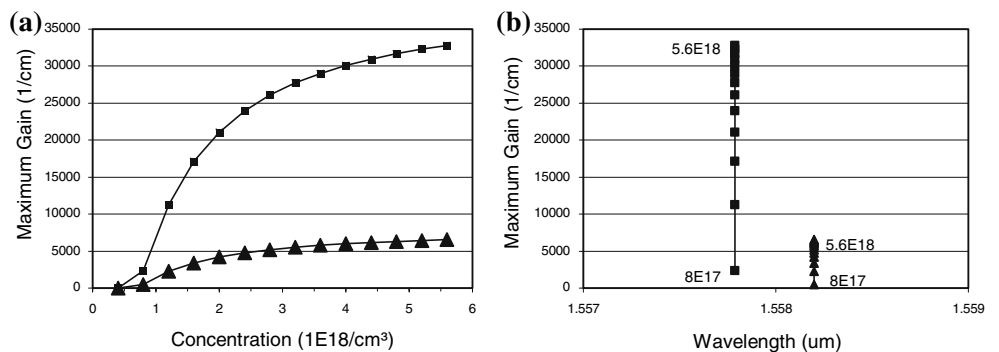 (a)
Maximum Gain (1/cm)
35000
30000
25000
20000
15000
10000
5000
0
0 1 2 3 4 5 6
Concentration (1E18/cm³)
(b)
Maximum Gain (1/cm)
35000
30000
25000
20000
15000
10000
5000
0
5.6E18
5.6E18
8E17
8E17
1.557 1.558 1.559
Wavelength (um)